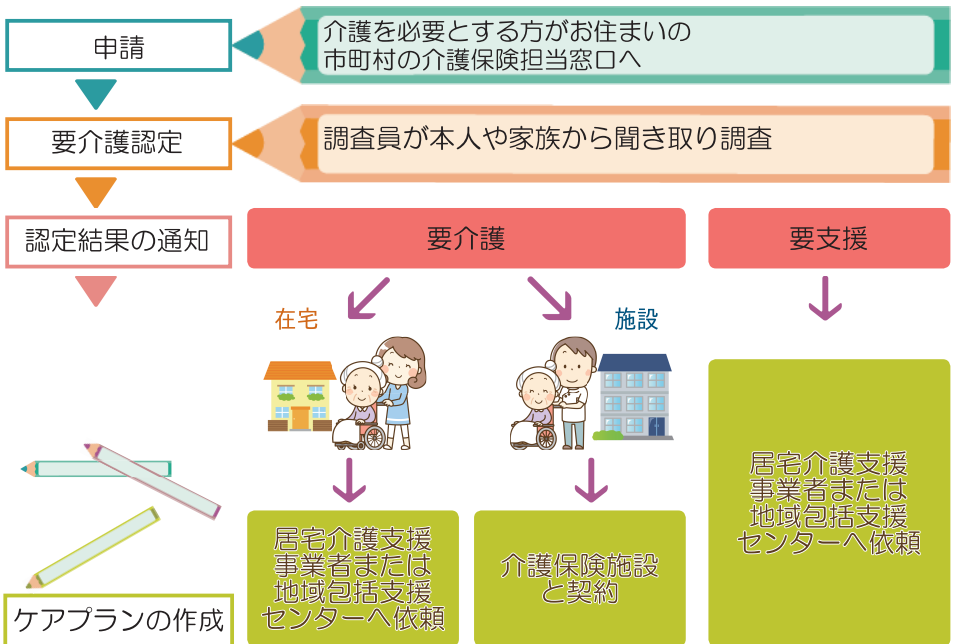 申請
介護を必要とする方がお住まいの
市町村の介護保険担当窓口へ
要介護認定
調査員が本人や家族から聞き取り調査
認定結果の通知
要介護
要支援
在宅
施設
居宅介護支援
事業者または
地域包括支援
センターへ依頼
介護保険施設
と契約
居宅介護支援
事業者または
地域包括支援
センターへ依頼
ケアプランの作成